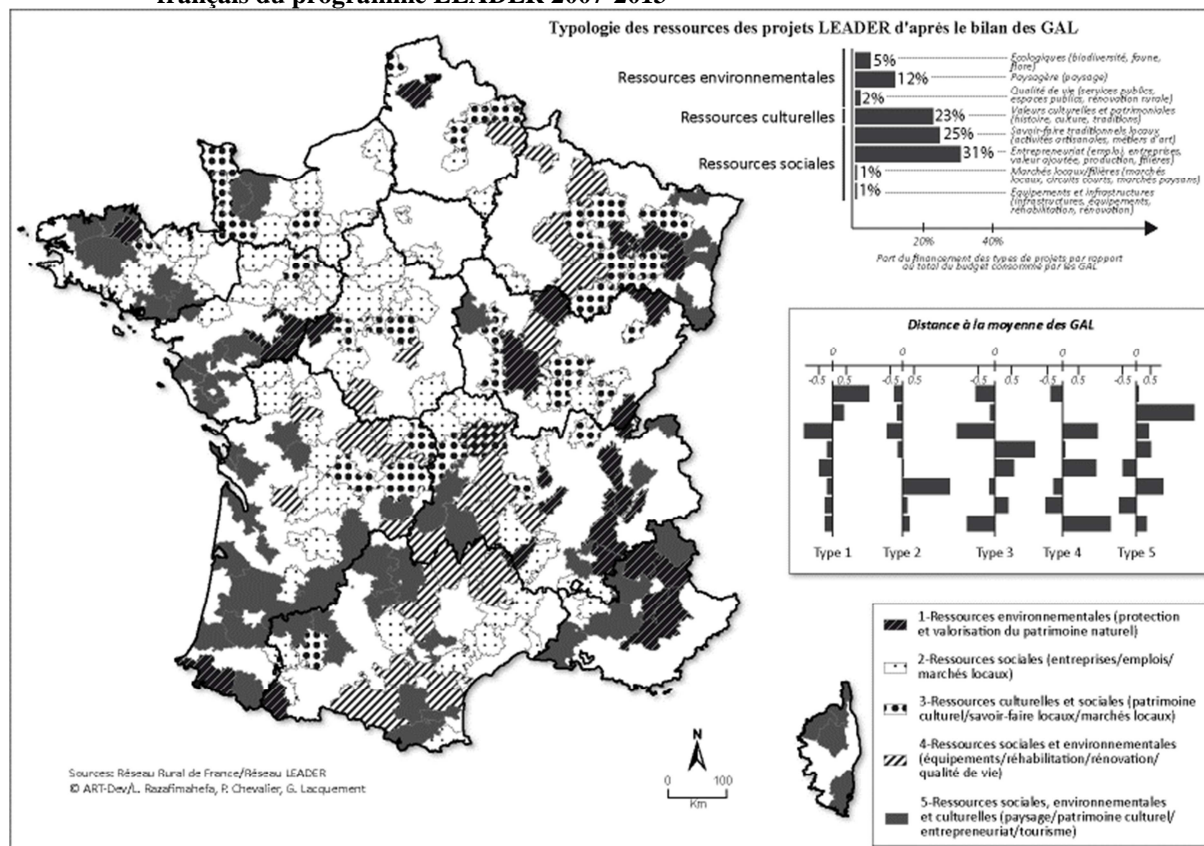 français du programme LEADER 2007-2013
Typologie des ressources des projets LEADER d'après le bilan des GAL
Ressources environnementales
Ressources culturelles
Ressources sociales
5%
Ecologiques (biodiversité, faune,
flore)
12%
Paysagère (paysage)
2%
Qualité de vie (services publics,
espaces publics, rénovation rurale)
23%
Valeurs culturelles et patrimoniales
(histoire, culture, traditions)
25%
Savoir-faire traditionnels locaux
(activités artisanales, métiers d'art)
31%
Entrepreneuriat (emploi, entreprises,
valeur ajoutée, production, filières)
1%
Marchés locaux/filières (marchés
locaux, circuits courts, marchés paysans)
1%
Equipements et infrastructures
(infrastructures, équipements,
réhabilitation, rénovation)
20% 40%
Part du financement des types de projets par rapport
au total du budget consommé par les GAL
Distance à la moyenne des GAL
0 0 0 0 0
-0.5 0.5 -0.5 0.5 -0.5 0.5 -0.5 0.5 -0.5 0.5
Type 1 Type 2 Type 3 Type 4 Type 5
1-Ressources environnementales (protection
et valorisation du patrimoine naturel)
2-Ressources sociales (entreprises/emplois/
marchés locaux)
3-Ressources culturelles et sociales (patrimoine
culturel/savoir-faire locaux/marchés locaux)
4-Ressources sociales et environnementales
(équipements/réhabilitation/rénovation/
qualité de vie)
5-Ressources sociales, environnementales
et culturelles (paysage/patrimoine culturel/
entrepreneuriat/tourisme)
N
0 100
Km
Sources: Réseau Rural de France/Réseau LEADER
© ART-Dev/L. Razafimahefa, P. Chevalier, G. Lacquement